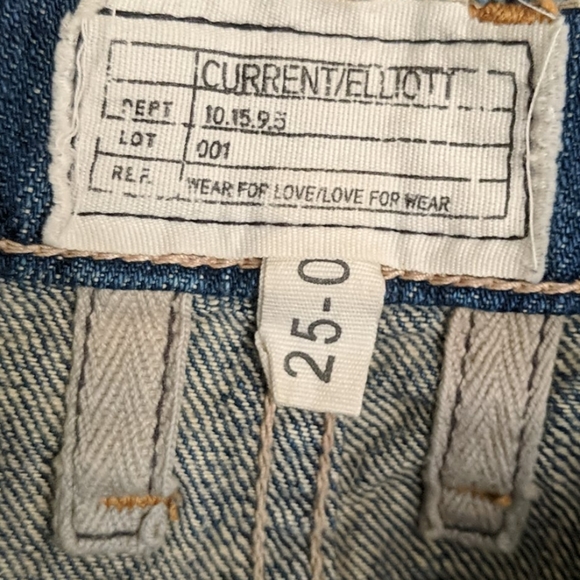 CURRENT/ELLIOTT
DEPT 10.15.9.5
LOT 001
REF. WEAR FOR LOVE/LOVE FOR WEAR
25-0